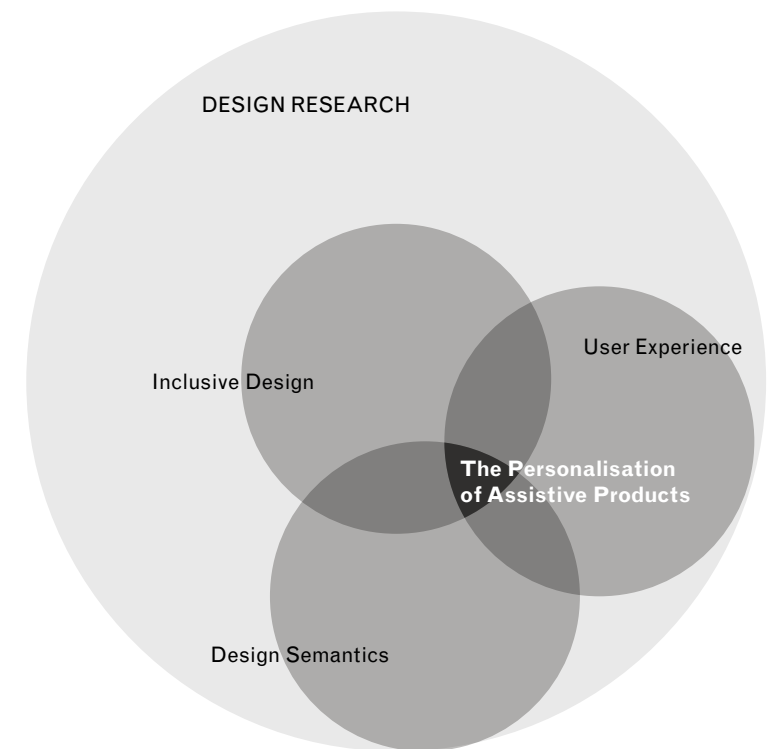 DESIGN RESEARCH
User Experience
Inclusive Design
The Personalisation
of Assistive Products
Design Semantics